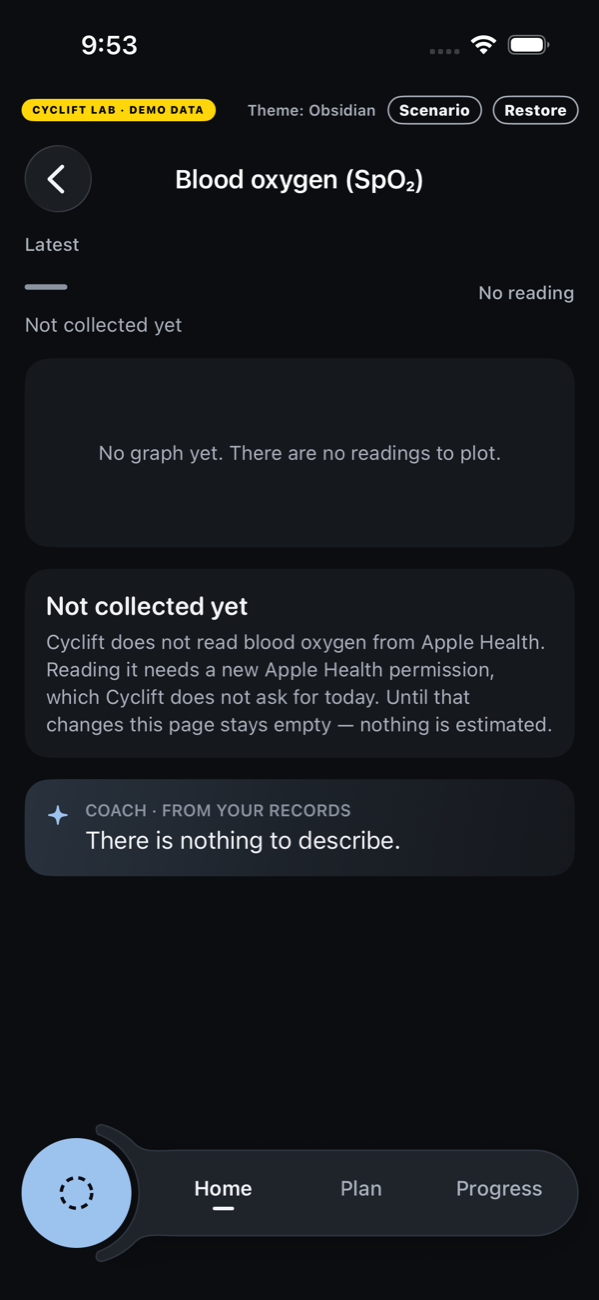 9:53
CYCLIFT LAB · DEMO DATA
Theme: Obsidian
Scenario
Restore
Blood oxygen (SpO₂)
Latest
No reading
Not collected yet
No graph yet. There are no readings to plot.
Not collected yet
Cyclift does not read blood oxygen from Apple Health.
Reading it needs a new Apple Health permission,
which Cyclift does not ask for today. Until that
changes this page stays empty — nothing is estimated.
COACH · FROM YOUR RECORDS
There is nothing to describe.
Home
Plan
Progress